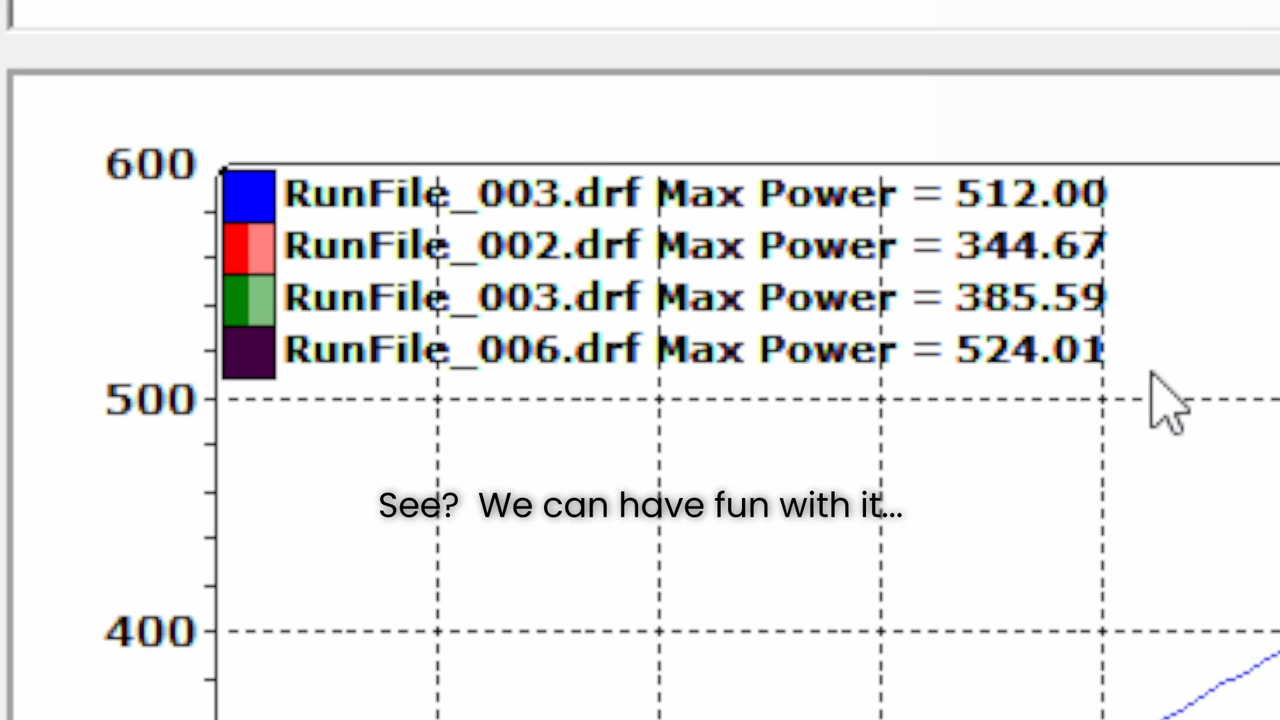 600
RunFile_003.drf Max Power = 512.00
RunFile_002.drf Max Power = 344.67
RunFile_003.drf Max Power = 385.59
RunFile_006.drf Max Power = 524.01
500
See?  We can have fun with it...
400